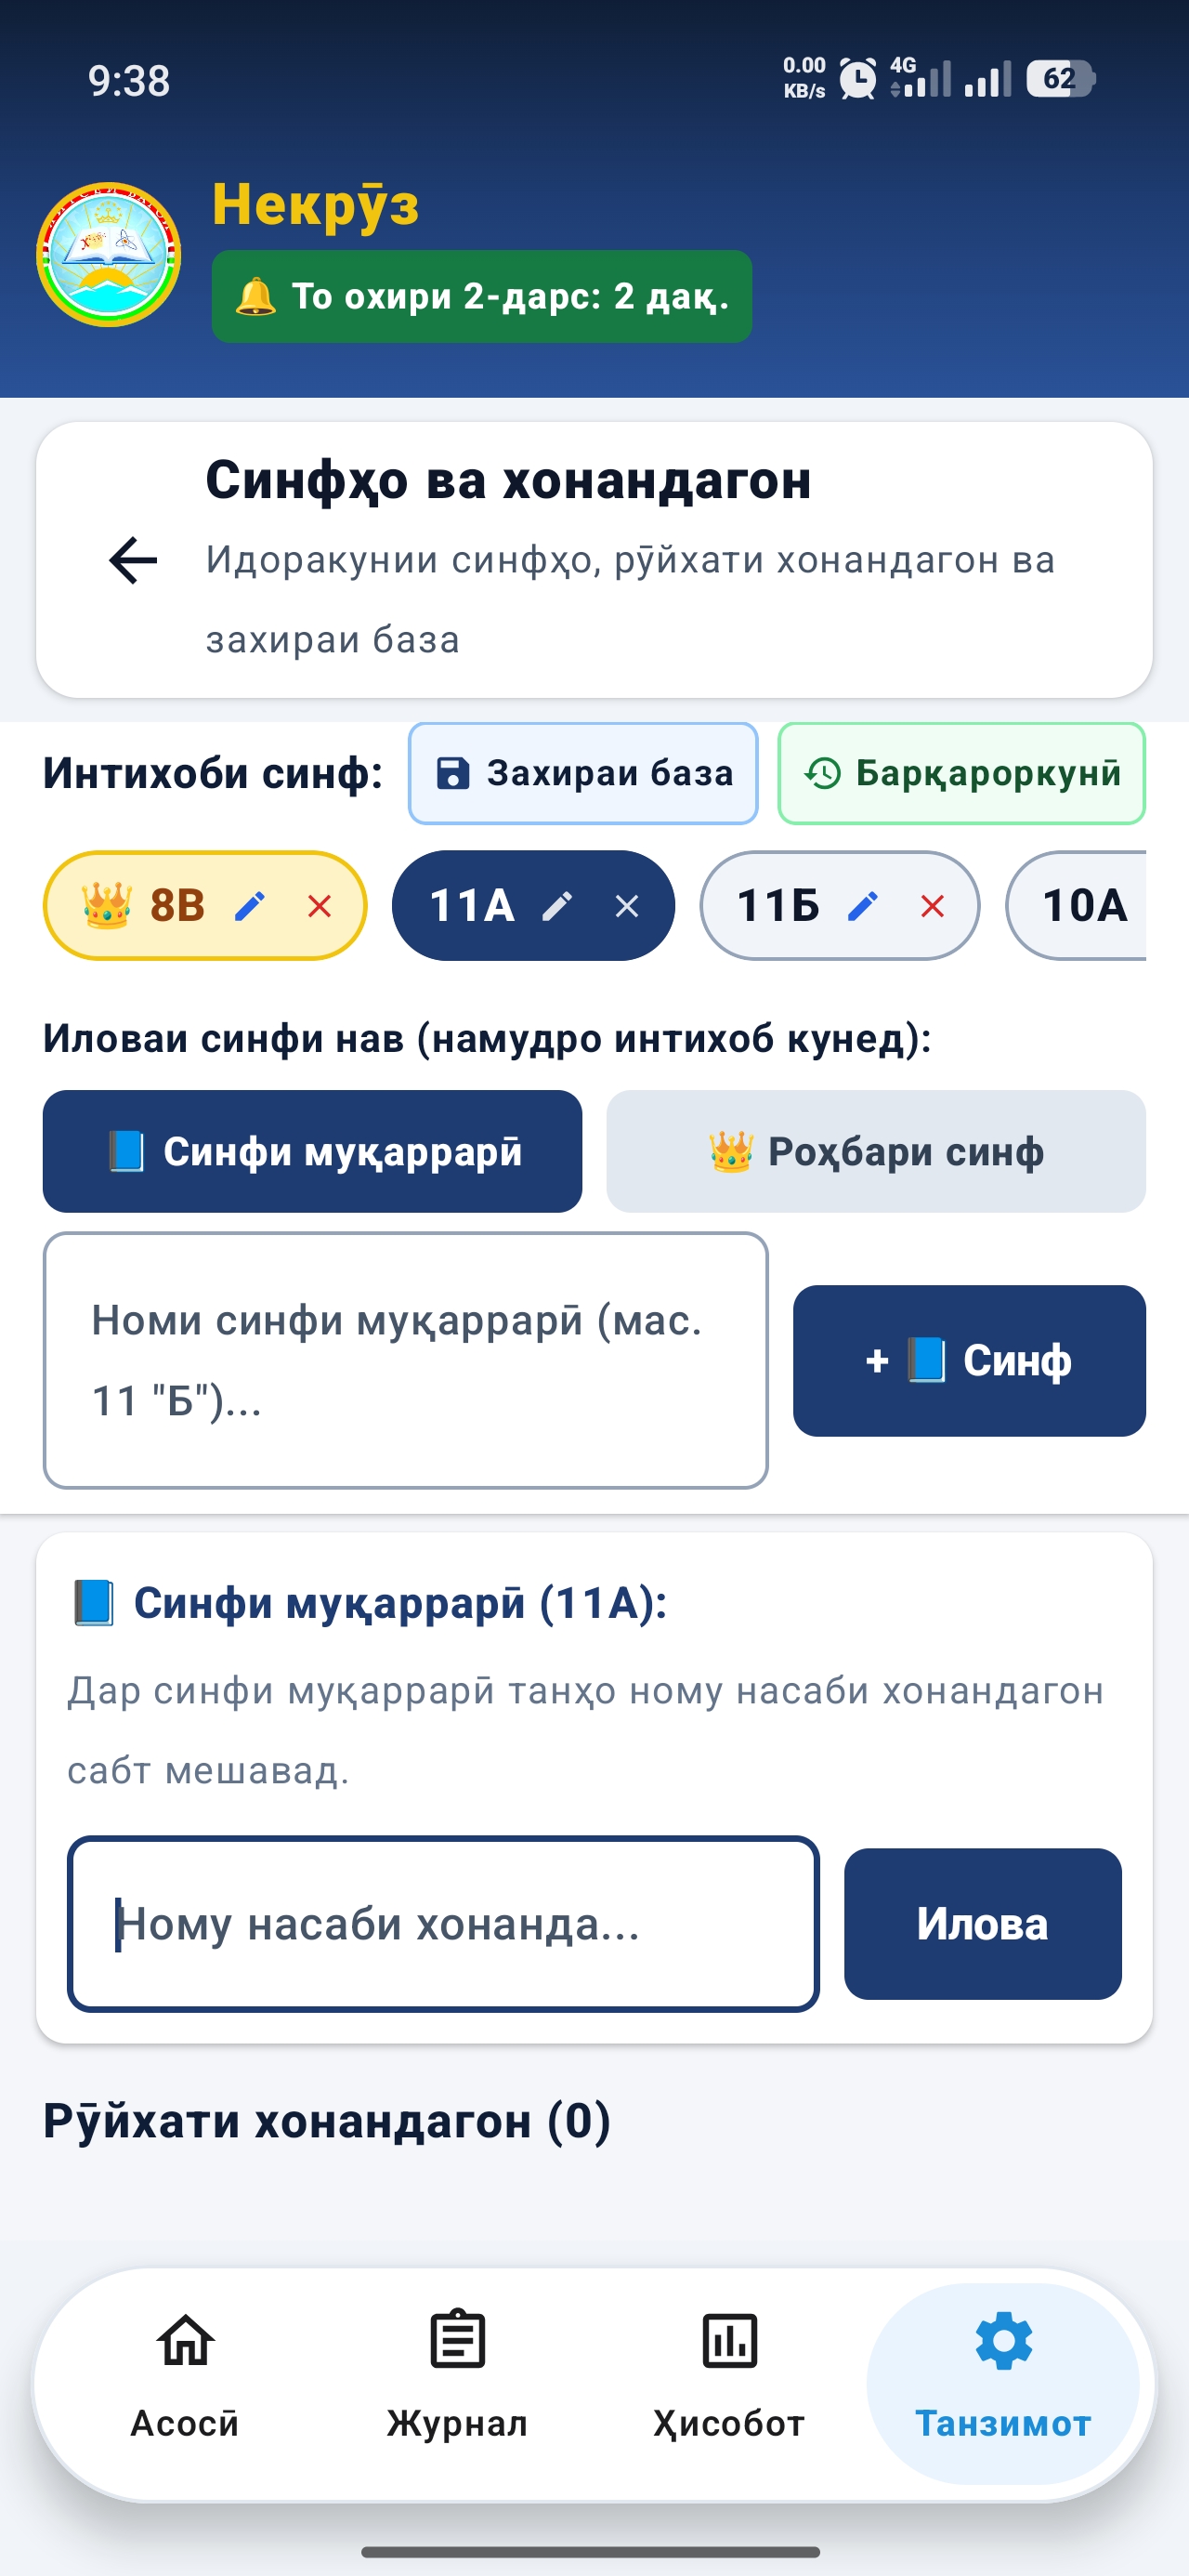 9:38
0.00
KB/s
4G
62
Некрӯз
То охири 2-дарс: 2 дақ.
Синфҳо ва хонандагон
Идоракунии синфҳо, рӯйхати хонандагон ва
захираи база
Интихоби синф:
Захираи база
Барқароркунӣ
8В
11А
11Б
10А
Иловаи синфи нав (намудро интихоб кунед):
Синфи муқаррарӣ
Роҳбари синф
Номи синфи муқаррарӣ (мас.
11 "Б")...
+ Синф
Синфи муқаррарӣ (11А):
Дар синфи муқаррарӣ танҳо ному насаби хонандагон
сабт мешавад.
Ному насаби хонанда...
Илова
Рӯйхати хонандагон (0)
Асосӣ
Журнал
Ҳисобот
Танзимот